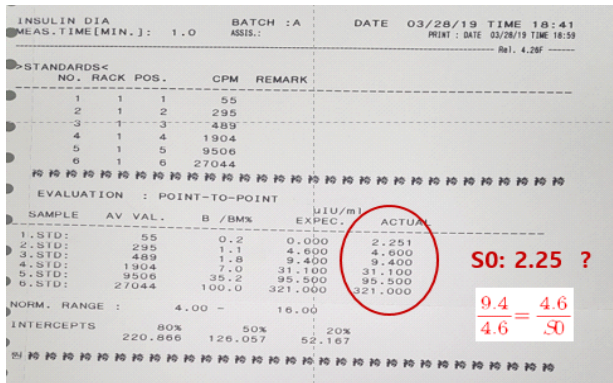 INSULIN DIA BATCH :A DATE 03/28/19 TIME 18:41
MEAS.TIME[MIN.]: 1.0 ASSIS.: PRINT : DATE 03/28/19 TIME 18:59
Rel. 4.26F
>STANDARDS<
NO. RACK POS. CPM REMARK
1 1 1 55
2 1 2 295
3 1 3 489
4 1 4 1904
5 1 5 9506
6 1 6 27044
EVALUATION : POINT-TO-POINT
uIU/ml
SAMPLE AV VAL. B /BM% EXPEC. ACTUAL
1.STD: 55 0.2 0.000 2.251
2.STD: 295 1.1 4.600 4.600
3.STD: 489 1.8 9.400 9.400
4.STD: 1904 7.0 31.100 31.100
5.STD: 9506 35.2 95.500 95.500
6.STD: 27044 100.0 321.000 321.000
S0: 2.25 ?
9.4/4.6 = 4.6/S0
NORM. RANGE : 4.00 - 16.00
INTERCEPTS 80% 50% 20%
220.866 126.057 52.167